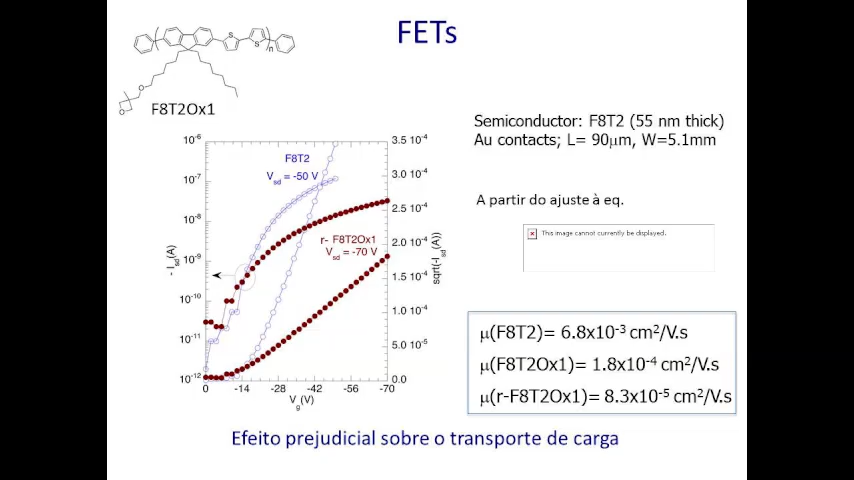 FETs
S
S
n
O
O
F8T2Ox1
Semiconductor: F8T2 (55 nm thick)
Au contacts; L= 90μm, W=5.1mm
A partir do ajuste à eq.
This image cannot currently be displayed.
10⁻⁶
10⁻⁷
10⁻⁸
10⁻⁹
10⁻¹⁰
10⁻¹¹
10⁻¹²
- I_sd(A)
F8T2
V_sd = -50 V
r- F8T2Ox1
V_sd = -70 V
3.5 10⁻⁴
3.0 10⁻⁴
2.5 10⁻⁴
2.0 10⁻⁴
1.5 10⁻⁴
1.0 10⁻⁴
5.0 10⁻⁵
0.0
sqrt(-I_sd (A))
0 -14 -28 -42 -56 -70
V_g(V)
μ(F8T2)= 6.8x10⁻³ cm²/V.s
μ(F8T2Ox1)= 1.8x10⁻⁴ cm²/V.s
μ(r-F8T2Ox1)= 8.3x10⁻⁵ cm²/V.s
Efeito prejudicial sobre o transporte de carga